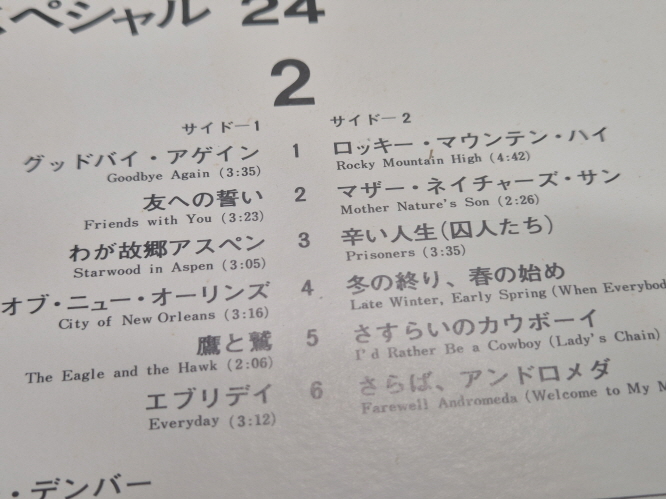 ペシャル 24
2
サイド—1
グッドバイ・アゲイン
Goodbye Again (3:35)
友への誓い
Friends with You (3:23)
わが故郷アスペン
Starwood in Aspen (3:05)
オブ・ニュー・オーリンズ
City of New Orleans (3:16)
鷹と鷲
The Eagle and the Hawk (2:06)
エブリデイ
Everyday (3:12)
1
2
3
4
5
6
サイド—2
ロッキー・マウンテン・ハイ
Rocky Mountain High (4:42)
マザー・ネイチャーズ・サン
Mother Nature's Son (2:26)
辛い人生(囚人たち)
Prisoners (3:35)
冬の終り、春の始め
Late Winter, Early Spring (When Everybod
さすらいのカウボーイ
I'd Rather Be a Cowboy (Lady's Chain)
さらば、アンドロメダ
Farewell Andromeda (Welcome to My M
・デンバー